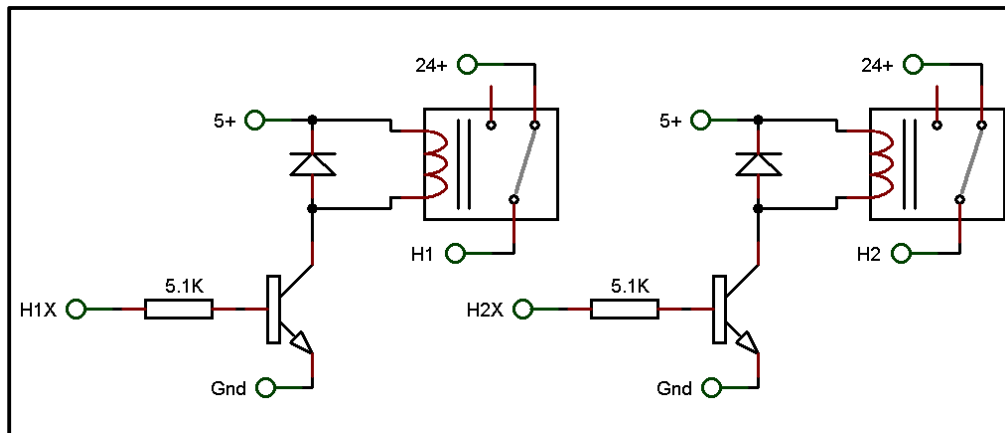 24+
24+
5+
5+
H1
H2
5.1K
5.1K
H1X
H2X
Gnd
Gnd